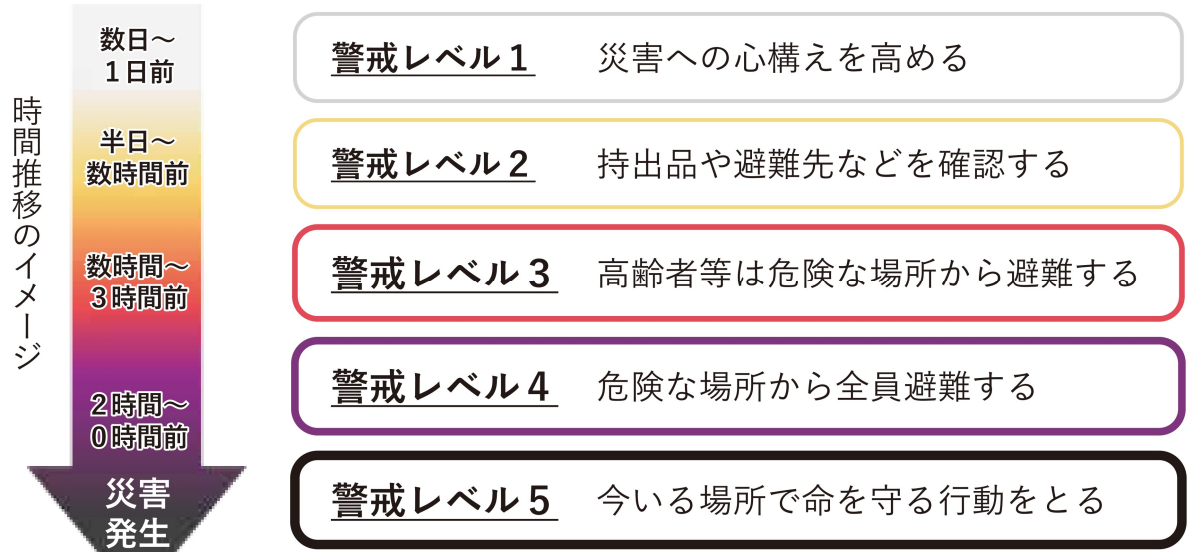 時間推移のイメージ
数日〜
1日前
半日〜
数時間前
数時間〜
3時間前
2時間〜
0時間前
災害
発生
警戒レベル1 災害への心構えを高める
警戒レベル2 持出品や避難先などを確認する
警戒レベル3 高齢者等は危険な場所から避難する
警戒レベル4 危険な場所から全員避難する
警戒レベル5 今いる場所で命を守る行動をとる